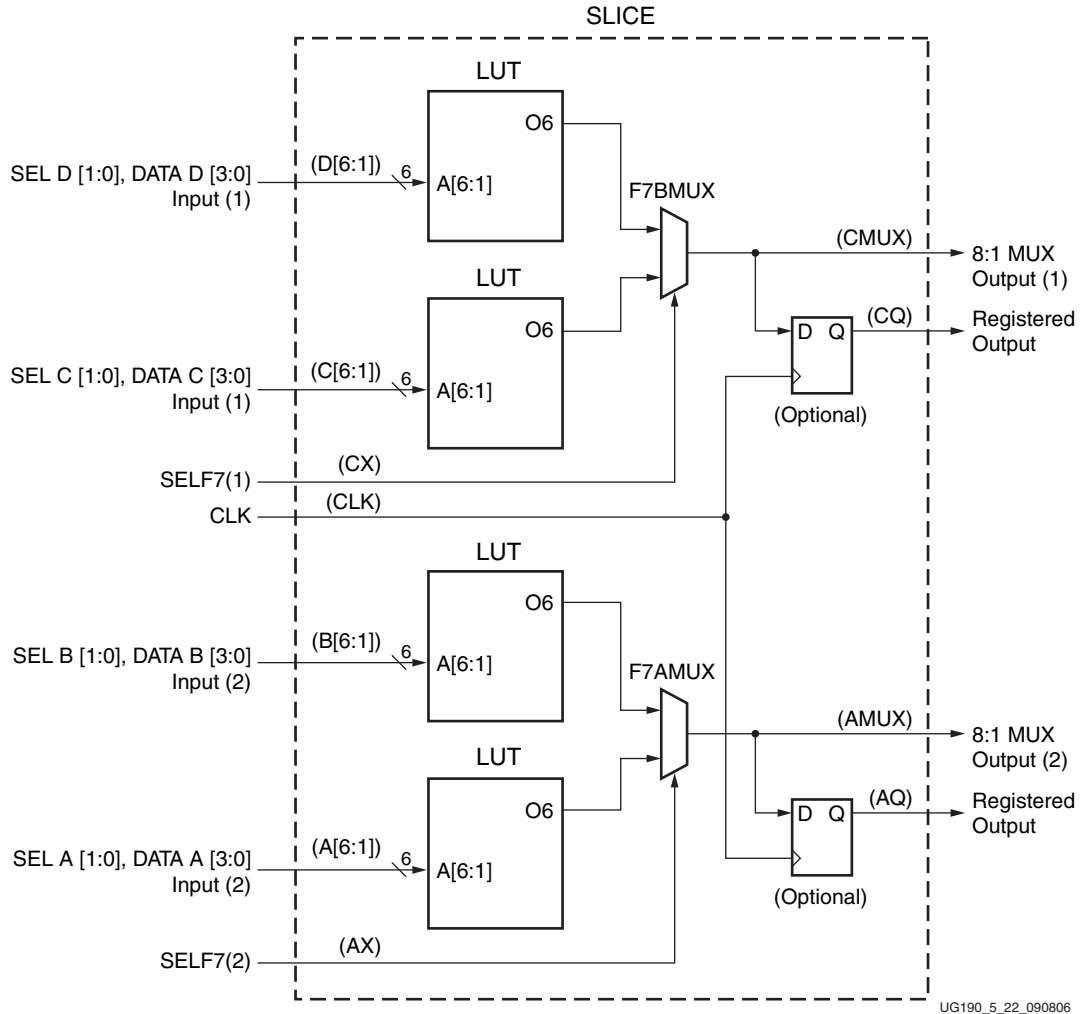 SLICE
LUT
O6
SEL D [1:0], DATA D [3:0]
Input (1)
(D[6:1])
6
A[6:1]
F7BMUX
(CMUX)
8:1 MUX
Output (1)
LUT
O6
D Q
(CQ)
Registered
Output
SEL C [1:0], DATA C [3:0]
Input (1)
(C[6:1])
6
A[6:1]
(Optional)
SELF7(1)
(CX)
CLK
(CLK)
LUT
O6
SEL B [1:0], DATA B [3:0]
Input (2)
(B[6:1])
6
A[6:1]
F7AMUX
(AMUX)
8:1 MUX
Output (2)
LUT
O6
D Q
(AQ)
Registered
Output
SEL A [1:0], DATA A [3:0]
Input (2)
(A[6:1])
6
A[6:1]
(Optional)
SELF7(2)
(AX)
UG190_5_22_090806